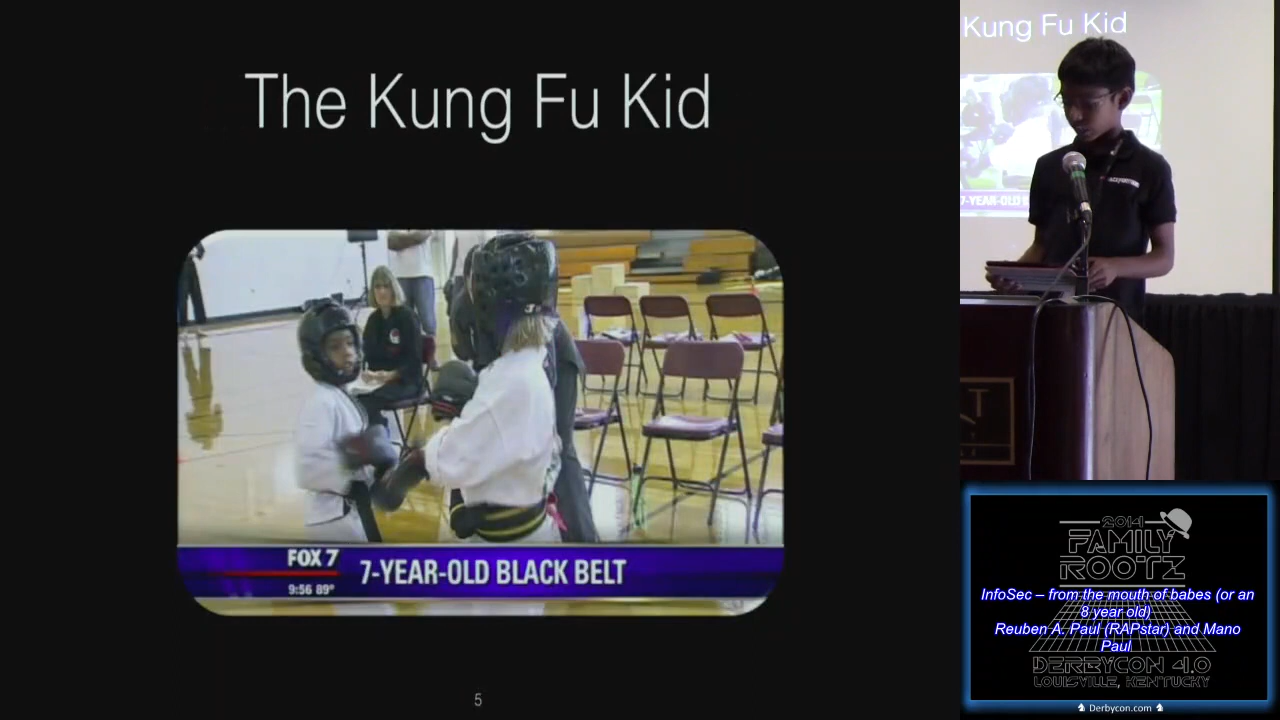 The Kung Fu Kid
FOX 7
7-YEAR-OLD BLACK BELT
9:56 89°
5
Kung Fu Kid
7-YEAR-OLD
2014
FAMILY
ROOTZ
InfoSec – from the mouth of babes (or an
8 year old)
Reuben A. Paul (RAPstar) and Mano
Paul
DERBYCON 4.0
LOUISVILLE, KENTUCKY
Derbycon.com